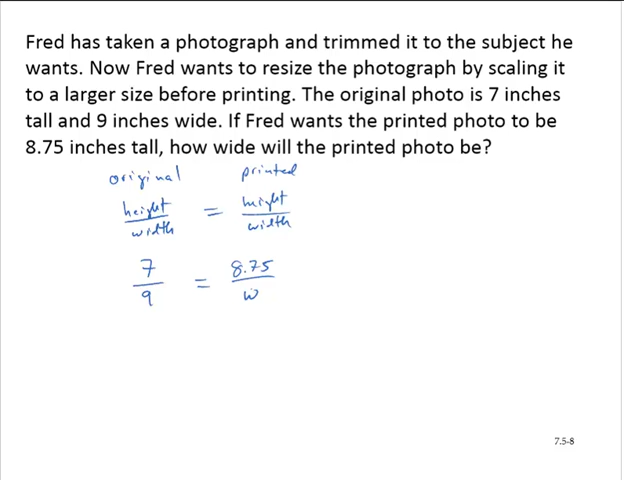 Fred has taken a photograph and trimmed it to the subject he
wants. Now Fred wants to resize the photograph by scaling it
to a larger size before printing. The original photo is 7 inches
tall and 9 inches wide. If Fred wants the printed photo to be
8.75 inches tall, how wide will the printed photo be?
original printed
height = height
width width
7 = 8.75
9 w
7.5-8